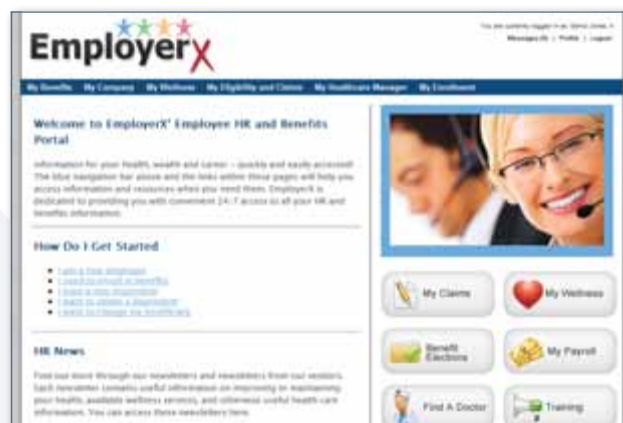 EmployerX
You are currently logged in as:
Messages (0) | Profile | Logout
My Benefits My Company My Wellness My Eligibility and Claims My Healthcare Manager My Enrollment
Welcome to EmployerX' Employee HR and Benefits
Portal
Information for your health, wealth and career – quickly and easily accessed!
The blue navigation bar above and the links within these pages will help you
access information and resources when you need them. EmployerX is
dedicated to providing you with convenient 24/7 access to all your HR and
benefits information.
How Do I Get Started
I am a new employee
I need to enroll in benefits
I want to update a dependent
I want to change my beneficiary
HR News
Find out more through our newsletters and newsletters from our vendors.
Each newsletter contains useful information on improving or maintaining
your health, available wellness services, and otherwise useful health care
information. You can access these newsletters here.
My Claims
My Wellness
Benefit
Elections
My Payroll
Find A Doctor
Training